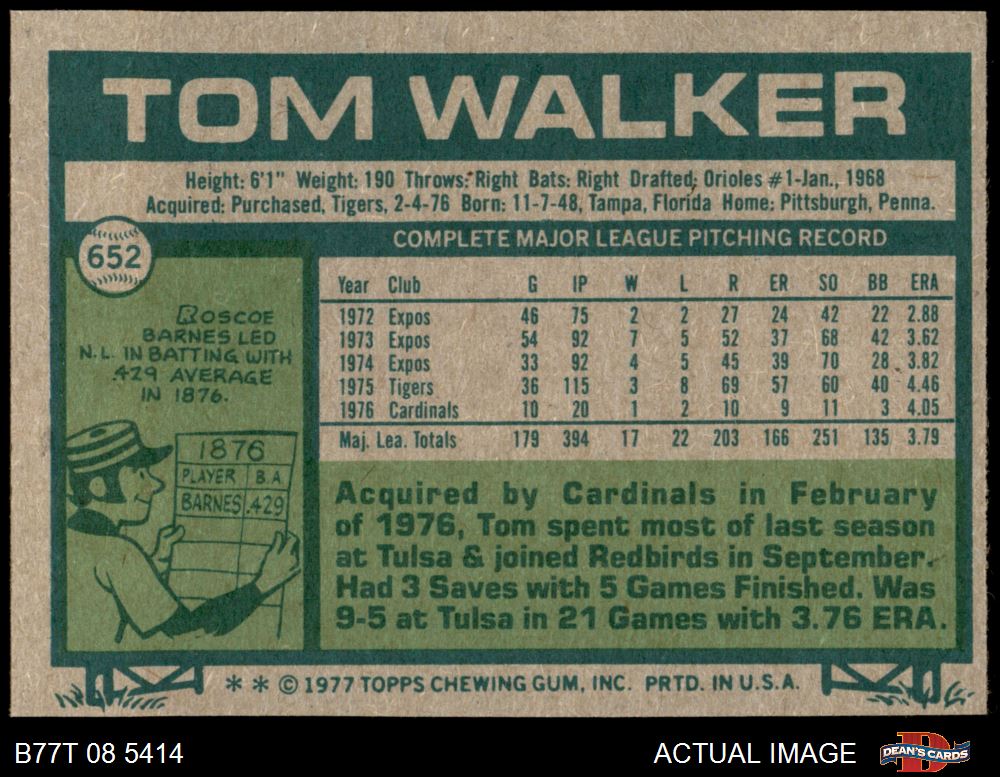 TOM WALKER
Height: 6'1" Weight: 190 Throws: Right Bats: Right Drafted: Orioles #1-Jan., 1968
Acquired: Purchased, Tigers, 2-4-76 Born: 11-7-48, Tampa, Florida Home: Pittsburgh, Penna.
652
COMPLETE MAJOR LEAGUE PITCHING RECORD
ROSCOE
BARNES LED
N.L. IN BATTING WITH
.429 AVERAGE
IN 1876.
1876
PLAYER B.A.
BARNES .429
Year Club G IP W L R ER SO BB ERA
1972 Expos 46 75 2 2 27 24 42 22 2.88
1973 Expos 54 92 7 5 52 37 68 42 3.62
1974 Expos 33 92 4 5 45 39 70 28 3.82
1975 Tigers 36 115 3 8 69 57 60 40 4.46
1976 Cardinals 10 20 1 2 10 9 11 3 4.05
Maj. Lea. Totals 179 394 17 22 203 166 251 135 3.79
Acquired by Cardinals in February
of 1976, Tom spent most of last season
at Tulsa & joined Redbirds in September.
Had 3 Saves with 5 Games Finished. Was
9-5 at Tulsa in 21 Games with 3.76 ERA.
* * © 1977 TOPPS CHEWING GUM, INC. PRTD. IN U.S.A.
B77T 08 5414
ACTUAL IMAGE
DEAN'S CARDS